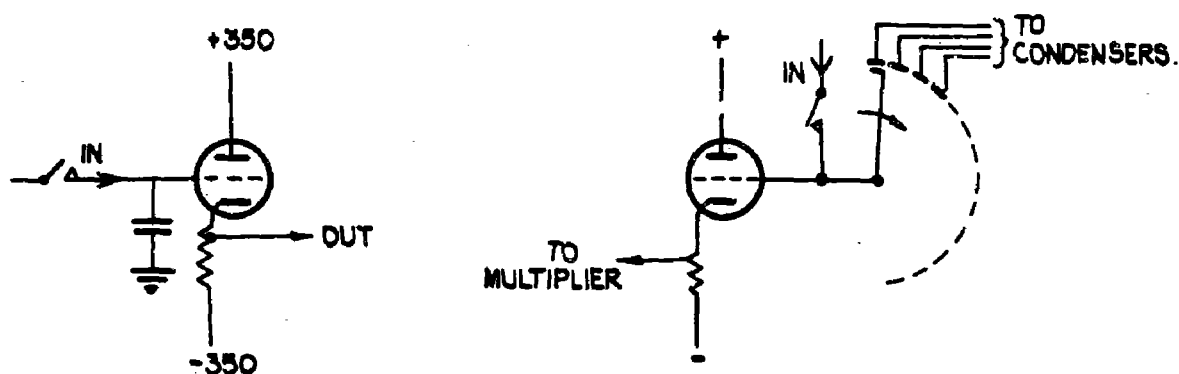 +350
IN
OUT
-350
+
IN
TO
CONDENSERS.
TO
MULTIPLIER
-